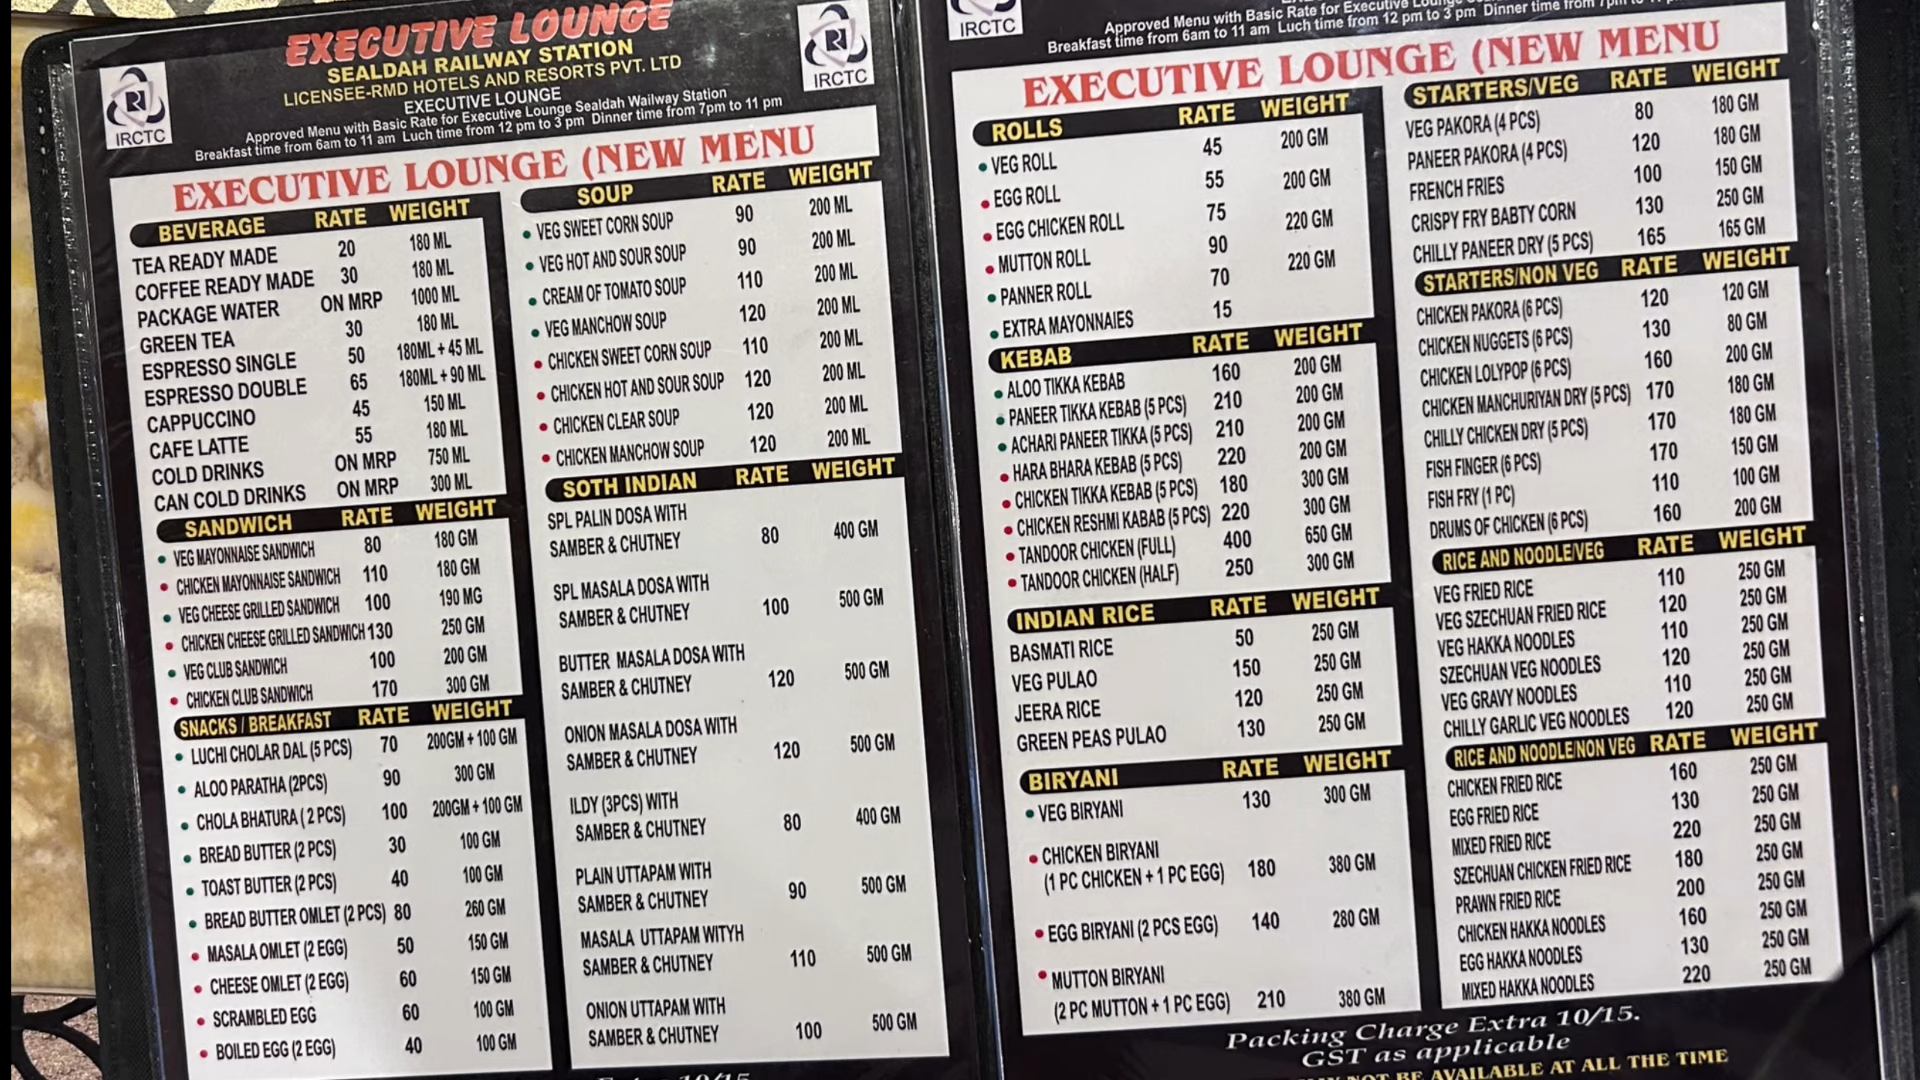 EXECUTIVE LOUNGE
SEALDAH RAILWAY STATION
LICENSEE-RMD HOTELS AND RESORTS PVT. LTD
EXECUTIVE LOUNGE
Approved Menu with Basic Rate for Executive Lounge Sealdah Wailway Station
Breakfast time from 6am to 11 am Luch time from 12 pm to 3 pm Dinner time from 7pm to 11 pm
IRCTC
IRCTC
EXECUTIVE LOUNGE (NEW MENU
BEVERAGE RATE WEIGHT
TEA READY MADE 20 180 ML
COFFEE READY MADE 30 180 ML
PACKAGE WATER ON MRP 1000 ML
GREEN TEA 30 180 ML
ESPRESSO SINGLE 50 180ML + 45 ML
ESPRESSO DOUBLE 65 180ML + 90 ML
CAPPUCCINO 45 150 ML
CAFE LATTE 55 180 ML
COLD DRINKS ON MRP 750 ML
CAN COLD DRINKS ON MRP 300 ML
SANDWICH RATE WEIGHT
VEG MAYONNAISE SANDWICH 80 180 GM
CHICKEN MAYONNAISE SANDWICH 110 180 GM
VEG CHEESE GRILLED SANDWICH 100 190 MG
CHICKEN CHEESE GRILLED SANDWICH 130 250 GM
VEG CLUB SANDWICH 100 200 GM
CHICKEN CLUB SANDWICH 170 300 GM
SNACKS / BREAKFAST RATE WEIGHT
LUCHI CHOLAR DAL (5 PCS) 70 200GM + 100 GM
ALOO PARATHA (2PCS) 90 300 GM
CHOLA BHATURA ( 2 PCS) 100 200GM + 100 GM
BREAD BUTTER (2 PCS) 30 100 GM
TOAST BUTTER (2 PCS) 40 100 GM
BREAD BUTTER OMLET (2 PCS) 80 260 GM
MASALA OMLET (2 EGG) 50 150 GM
CHEESE OMLET (2 EGG) 60 150 GM
SCRAMBLED EGG 60 100 GM
BOILED EGG (2 EGG) 40 100 GM
SOUP RATE WEIGHT
VEG SWEET CORN SOUP 90 200 ML
VEG HOT AND SOUR SOUP 90 200 ML
CREAM OF TOMATO SOUP 110 200 ML
VEG MANCHOW SOUP 120 200 ML
CHICKEN SWEET CORN SOUP 110 200 ML
CHICKEN HOT AND SOUR SOUP 120 200 ML
CHICKEN CLEAR SOUP 120 200 ML
CHICKEN MANCHOW SOUP 120 200 ML
SOTH INDIAN RATE WEIGHT
SPL PALIN DOSA WITH
SAMBER & CHUTNEY 80 400 GM
SPL MASALA DOSA WITH
SAMBER & CHUTNEY 100 500 GM
BUTTER MASALA DOSA WITH
SAMBER & CHUTNEY 120 500 GM
ONION MASALA DOSA WITH
SAMBER & CHUTNEY 120 500 GM
ILDY (3PCS) WITH
SAMBER & CHUTNEY 80 400 GM
PLAIN UTTAPAM WITH
SAMBER & CHUTNEY 90 500 GM
MASALA UTTAPAM WITYH
SAMBER & CHUTNEY 110 500 GM
ONION UTTAPAM WITH
SAMBER & CHUTNEY 100 500 GM
Extra 10/15
IRCTC
Approved Menu with Basic Rate for Executive Lounge
Breakfast time from 6am to 11 am Luch time from 12 pm to 3 pm Dinner time from 7pm to
EXECUTIVE LOUNGE (NEW MENU
ROLLS RATE WEIGHT
VEG ROLL 45 200 GM
EGG ROLL 55 200 GM
EGG CHICKEN ROLL 75 220 GM
MUTTON ROLL 90 220 GM
PANNER ROLL 70
EXTRA MAYONNAIES 15
KEBAB RATE WEIGHT
ALOO TIKKA KEBAB 160 200 GM
PANEER TIKKA KEBAB (5 PCS) 210 200 GM
ACHARI PANEER TIKKA (5 PCS) 210 200 GM
HARA BHARA KEBAB (5 PCS) 220 200 GM
CHICKEN TIKKA KEBAB (5 PCS) 180 300 GM
CHICKEN RESHMI KABAB (5 PCS) 220 300 GM
TANDOOR CHICKEN (FULL) 400 650 GM
TANDOOR CHICKEN (HALF) 250 300 GM
INDIAN RICE RATE WEIGHT
BASMATI RICE 50 250 GM
VEG PULAO 150 250 GM
JEERA RICE 120 250 GM
GREEN PEAS PULAO 130 250 GM
BIRYANI RATE WEIGHT
VEG BIRYANI 130 300 GM
CHICKEN BIRYANI
(1 PC CHICKEN + 1 PC EGG) 180 380 GM
EGG BIRYANI (2 PCS EGG) 140 280 GM
MUTTON BIRYANI
(2 PC MUTTON + 1 PC EGG) 210 380 GM
STARTERS/VEG RATE WEIGHT
VEG PAKORA (4 PCS) 80 180 GM
PANEER PAKORA (4 PCS) 120 180 GM
FRENCH FRIES 100 150 GM
CRISPY FRY BABTY CORN 130 250 GM
CHILLY PANEER DRY (5 PCS) 165 165 GM
STARTERS/NON VEG RATE WEIGHT
CHICKEN PAKORA (6 PCS) 120 120 GM
CHICKEN NUGGETS (6 PCS) 130 80 GM
CHICKEN LOLYPOP (6 PCS) 160 200 GM
CHICKEN MANCHURIYAN DRY (5 PCS) 170 180 GM
CHILLY CHICKEN DRY (5 PCS) 170 180 GM
FISH FINGER (6 PCS) 170 150 GM
FISH FRY (1 PC) 110 100 GM
DRUMS OF CHICKEN (6 PCS) 160 200 GM
RICE AND NOODLE/VEG RATE WEIGHT
VEG FRIED RICE 110 250 GM
VEG SZECHUAN FRIED RICE 120 250 GM
VEG HAKKA NOODLES 110 250 GM
SZECHUAN VEG NOODLES 120 250 GM
VEG GRAVY NOODLES 110 250 GM
CHILLY GARLIC VEG NOODLES 120 250 GM
RICE AND NOODLE/NON VEG RATE WEIGHT
CHICKEN FRIED RICE 160 250 GM
EGG FRIED RICE 130 250 GM
MIXED FRIED RICE 220 250 GM
SZECHUAN CHICKEN FRIED RICE 180 250 GM
PRAWN FRIED RICE 200 250 GM
CHICKEN HAKKA NOODLES 160 250 GM
EGG HAKKA NOODLES 130 250 GM
MIXED HAKKA NOODLES 220 250 GM
Packing Charge Extra 10/15.
GST as applicable
NOT BE AVAILABLE AT ALL THE TIME